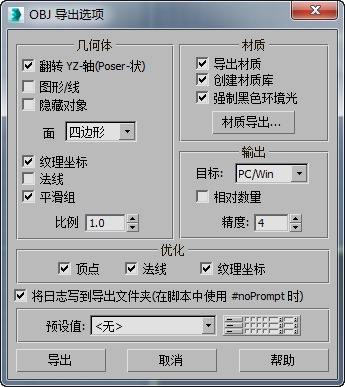 OBJ 导出选项
几何体
翻转 YZ-轴(Poser-状)
图形/线
隐藏对象
面 四边形
纹理坐标
法线
平滑组
比例 1.0
材质
导出材质
创建材质库
强制黑色环境光
材质导出...
输出
目标: PC/Win
相对数量
精度: 4
优化
顶点 法线 纹理坐标
将日志写到导出文件夹(在脚本中使用 #noPrompt 时)
预设值: <无>
导出 取消 帮助